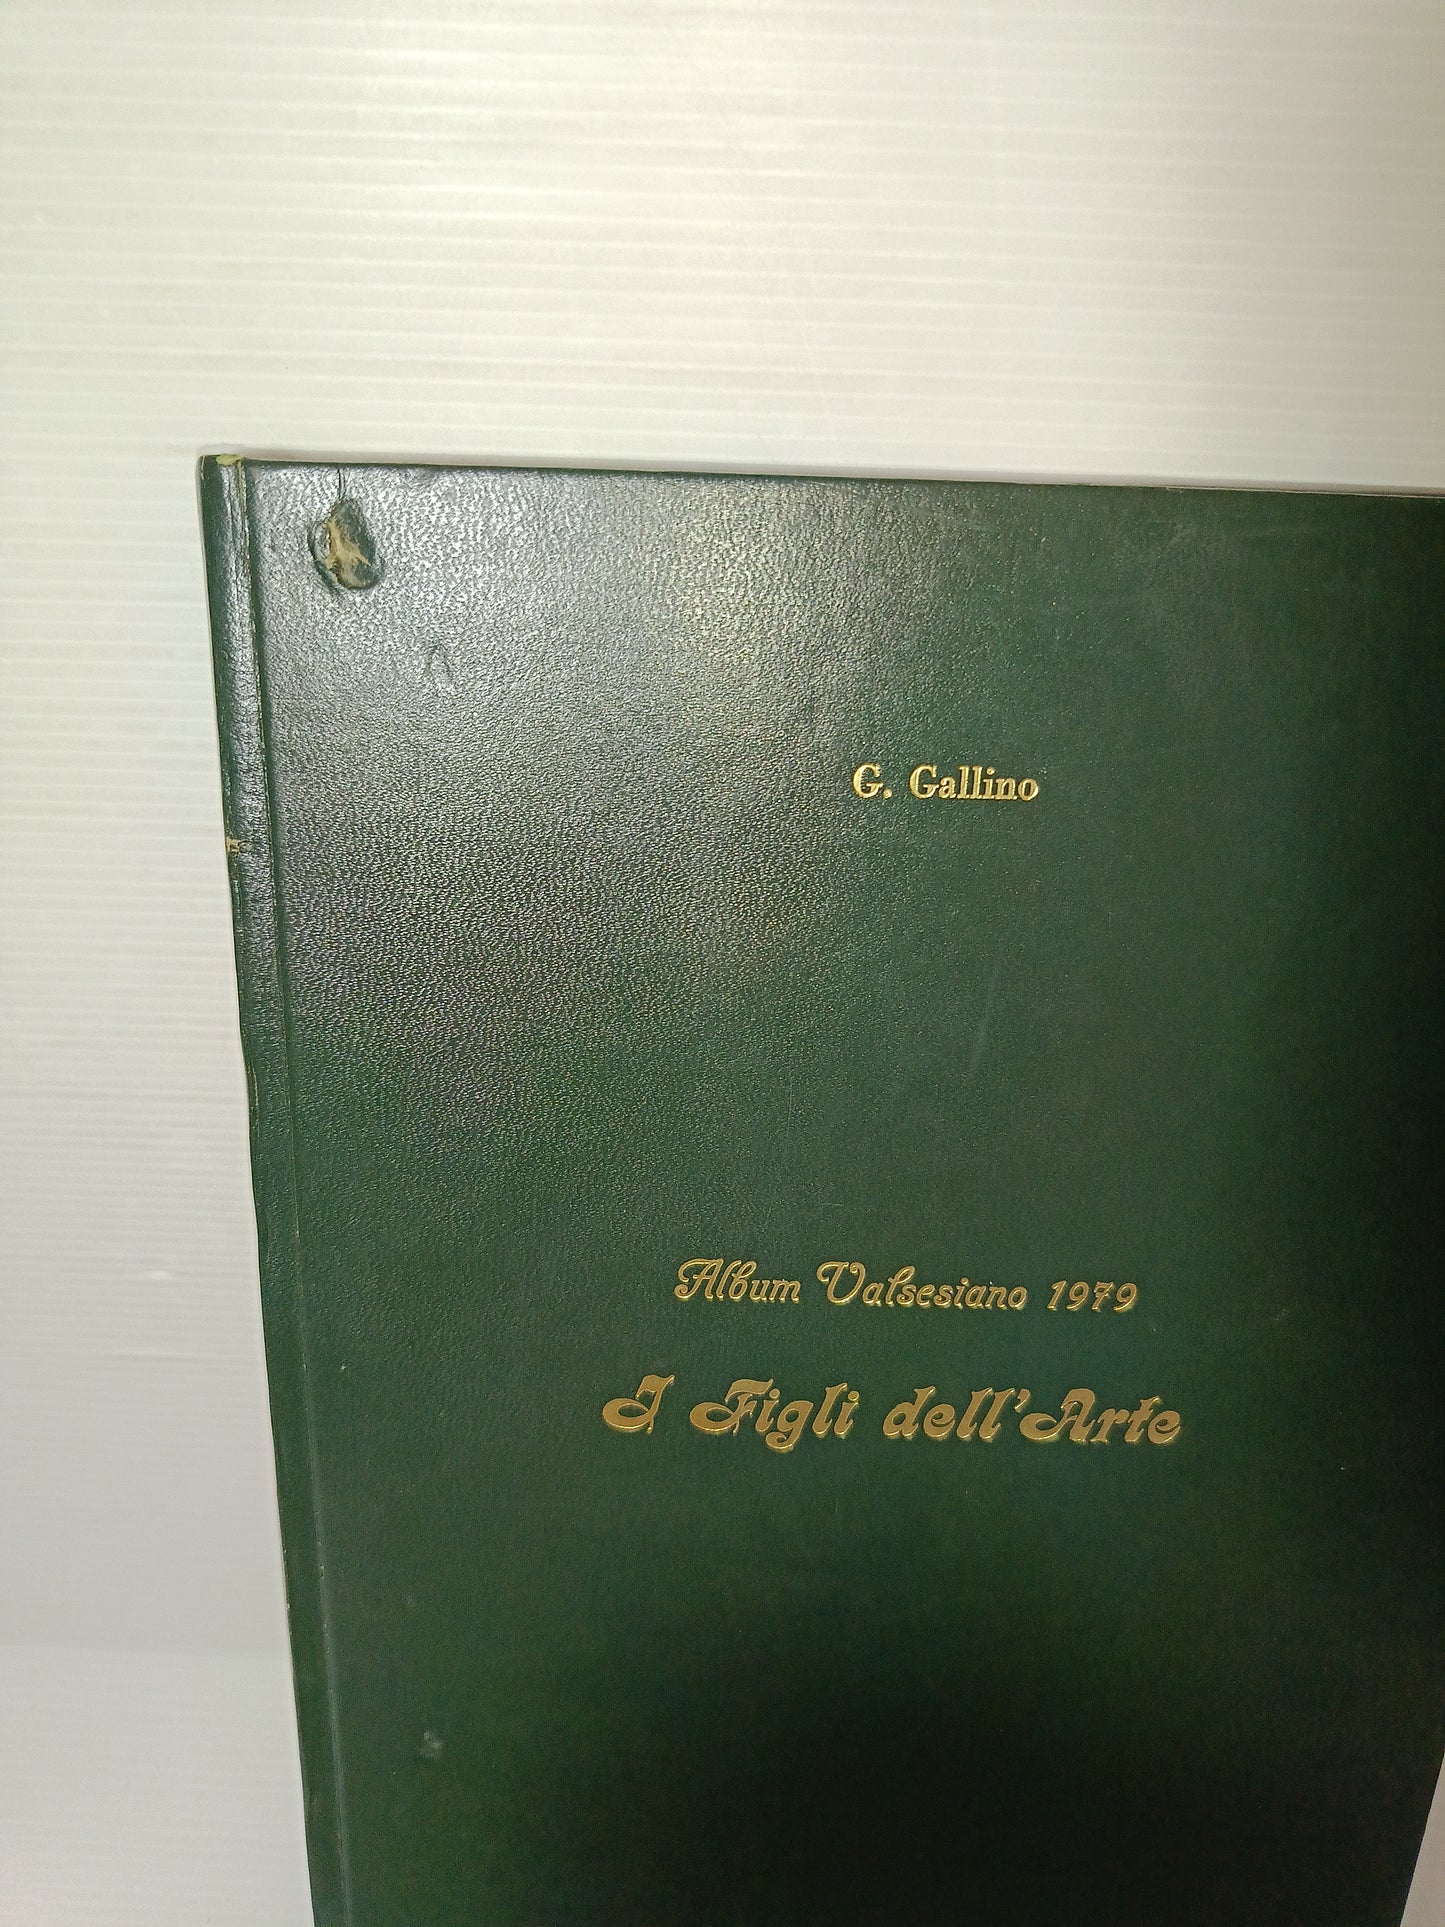 G. Gallino
Album Valsesiano 1979
I Figli dell'Arte